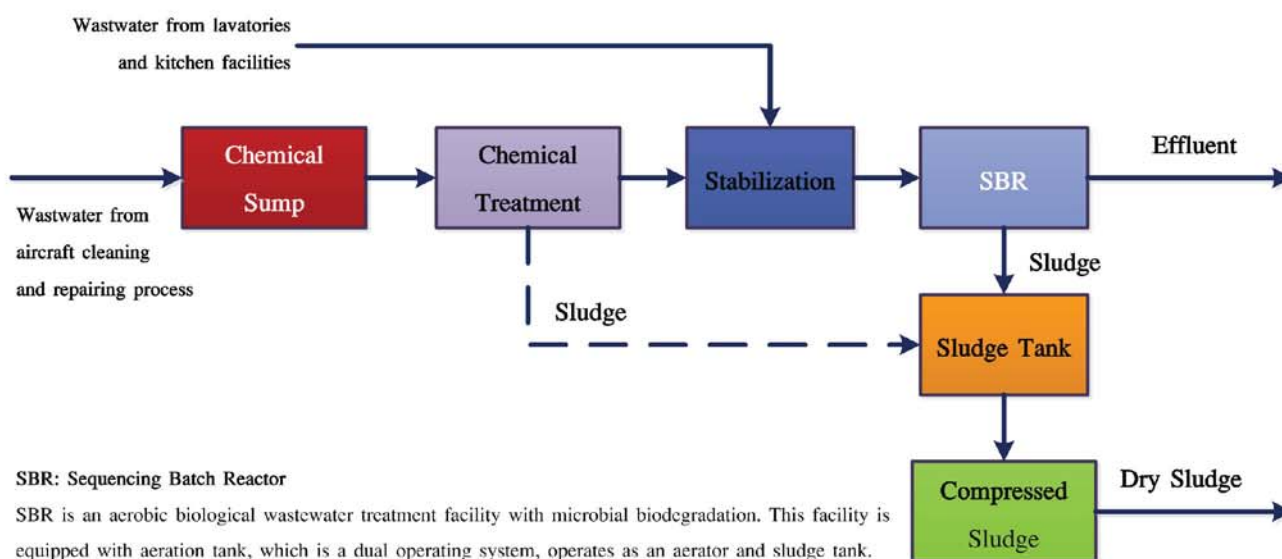 Wastwater from lavatories
and kitchen facilities
Chemical
Sump
Chemical
Treatment
Stabilization
SBR
Effluent
Wastwater from
aircraft cleaning
and repairing process
Sludge
Sludge
Sludge Tank
SBR: Sequencing Batch Reactor
SBR is an aerobic biological wastewater treatment facility with microbial biodegradation. This facility is
equipped with aeration tank, which is a dual operating system, operates as an aerator and sludge tank.
Compressed
Sludge
Dry Sludge